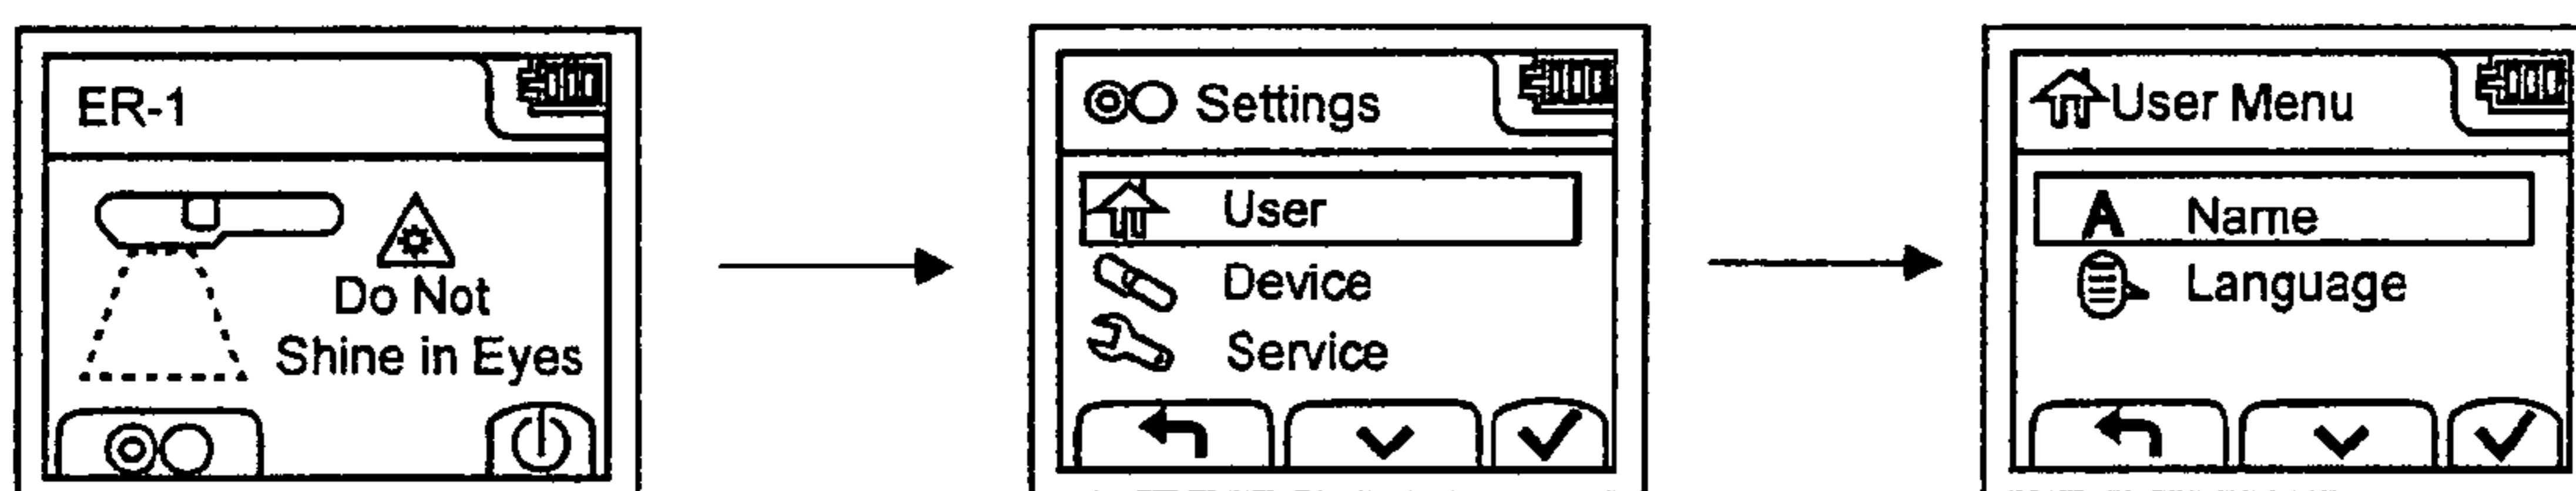 ER-1
Do Not
Shine in Eyes
Settings
User
Device
Service
User Menu
A Name
Language